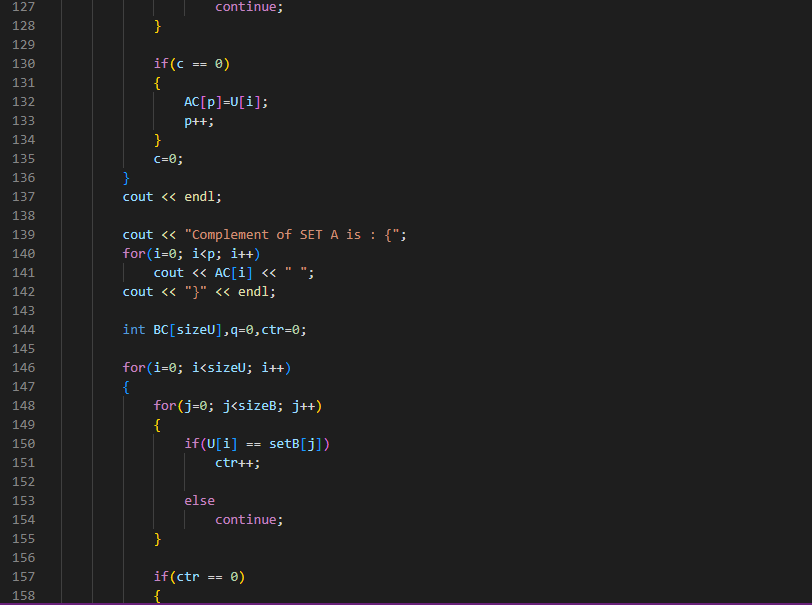 127 continue;
128 }
129
130 if(c == 0)
131 {
132 AC[p]=U[i];
133 p++;
134 }
135 c=0;
136 }
137 cout << endl;
138
139 cout << "Complement of SET A is : {";
140 for(i=0; i<p; i++)
141 cout << AC[i] << " ";
142 cout << "}" << endl;
143
144 int BC[sizeU],q=0,ctr=0;
145
146 for(i=0; i<sizeU; i++)
147 {
148 for(j=0; j<sizeB; j++)
149 {
150 if(U[i] == setB[j])
151 ctr++;
152
153 else
154 continue;
155 }
156
157 if(ctr == 0)
158 {